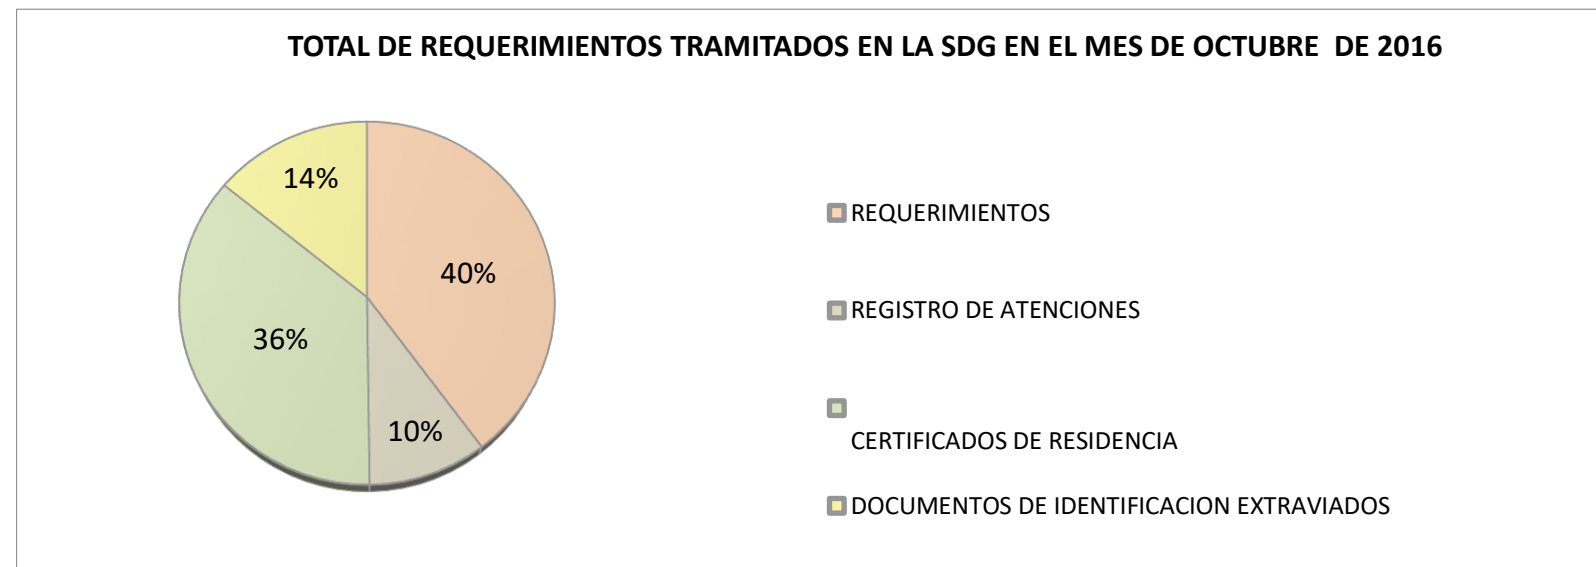 TOTAL DE REQUERIMIENTOS TRAMITADOS EN LA SDG EN EL MES DE OCTUBRE  DE 2016
14%
40%
36%
10%
REQUERIMIENTOS
REGISTRO DE ATENCIONES
CERTIFICADOS DE RESIDENCIA
DOCUMENTOS DE IDENTIFICACION EXTRAVIADOS